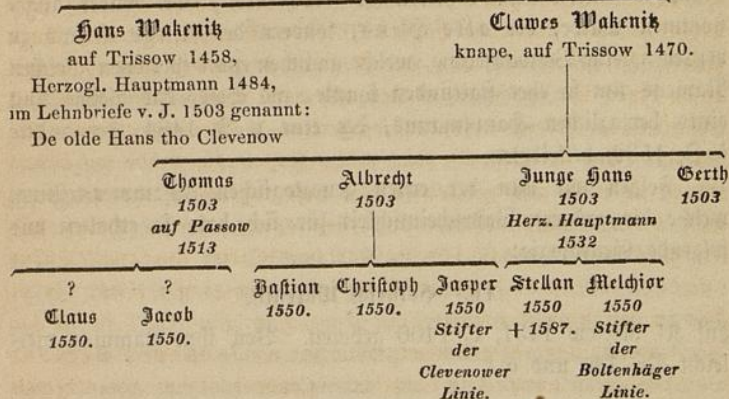 Hans Wakenitz
auf Trissow 1458,
Herzogl. Hauptmann 1484,
im Lehnbriefe v. J. 1503 genannt:
De olde Hans tho Clevenow
Clawes Wakenitz
knape, auf Trissow 1470.
Thomas
1503
auf Passow
1513
Albrecht
1503
Junge Hans
1503
Herz. Hauptmann
1532
Gerth
1503
?
Claus
1550.
?
Jacob
1550.
Bastian
1550.
Christoph
1550.
Jasper
1550
Stifter
der
Clevenower
Linie.
Stellan
1550
+ 1587.
Melchior
1550
Stifter
der
Boltenhäger
Linie.